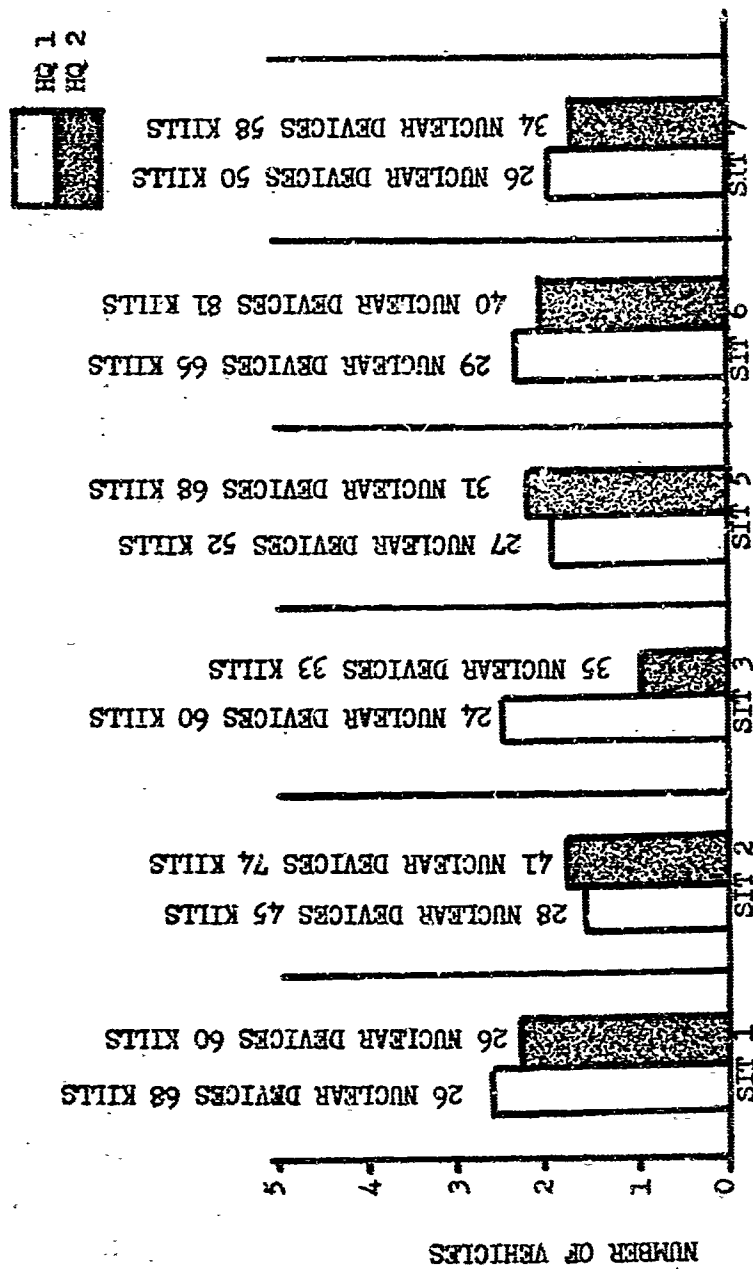 HQ 1
HQ 2
NUMBER OF VEHICLES
5
4
3
2
1
0
26 NUCLEAR DEVICES 68 KILLS
26 NUCLEAR DEVICES 60 KILLS
SIT 1
28 NUCLEAR DEVICES 45 KILLS
41 NUCLEAR DEVICES 74 KILLS
SIT 2
24 NUCLEAR DEVICES 60 KILLS
35 NUCLEAR DEVICES 33 KILLS
SIT 3
27 NUCLEAR DEVICES 52 KILLS
31 NUCLEAR DEVICES 68 KILLS
SIT 5
29 NUCLEAR DEVICES 65 KILLS
40 NUCLEAR DEVICES 81 KILLS
SIT 6
26 NUCLEAR DEVICES 50 KILLS
34 NUCLEAR DEVICES 58 KILLS
SIT 7